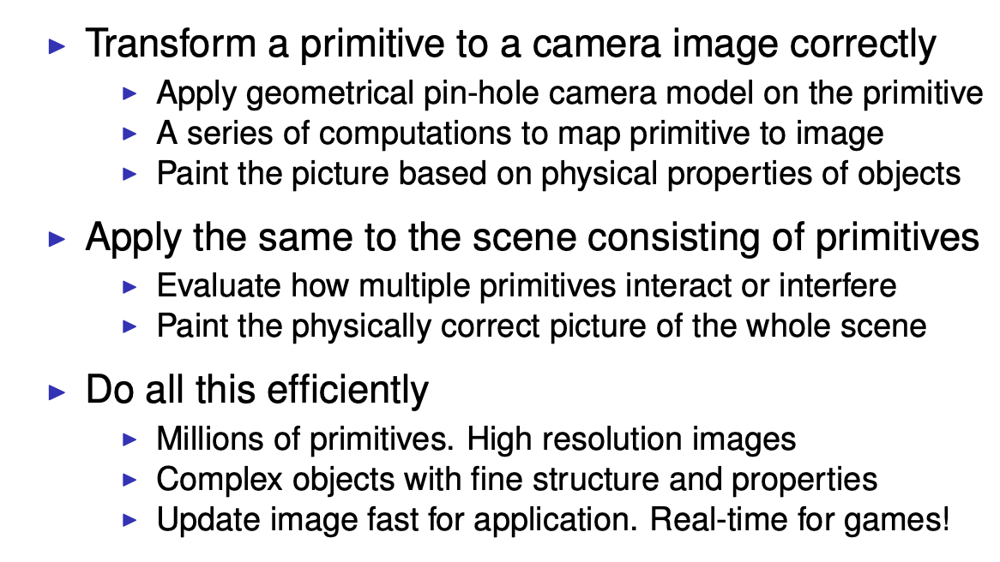 Transform a primitive to a camera image correctly
Apply geometrical pin-hole camera model on the primitive
A series of computations to map primitive to image
Paint the picture based on physical properties of objects
Apply the same to the scene consisting of primitives
Evaluate how multiple primitives interact or interfere
Paint the physically correct picture of the whole scene
Do all this efficiently
Millions of primitives. High resolution images
Complex objects with fine structure and properties
Update image fast for application. Real-time for games!